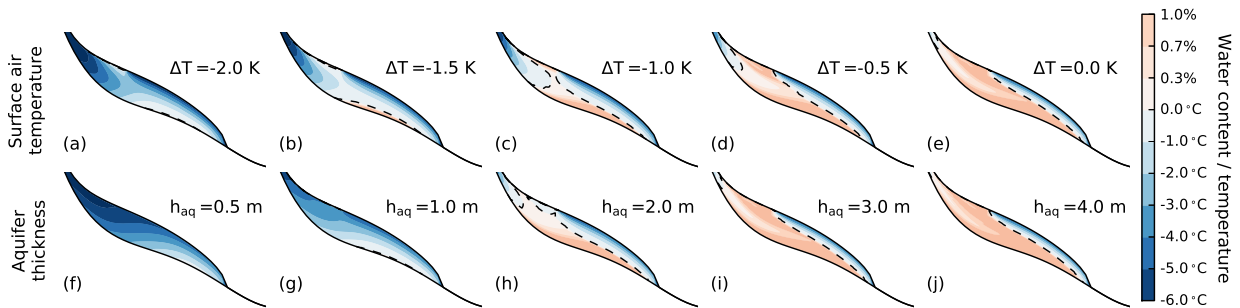 Surface air
temperature
ΔT =-2.0 K
(a)
ΔT =-1.5 K
(b)
ΔT =-1.0 K
(c)
ΔT =-0.5 K
(d)
ΔT =0.0 K
(e)
Aquifer
thickness
h_aq =0.5 m
(f)
h_aq =1.0 m
(g)
h_aq =2.0 m
(h)
h_aq =3.0 m
(i)
h_aq =4.0 m
(j)
1.0%
0.7%
0.3%
0.0°C
-1.0°C
-2.0°C
-3.0°C
-4.0°C
-5.0°C
-6.0°C
Water content / temperature